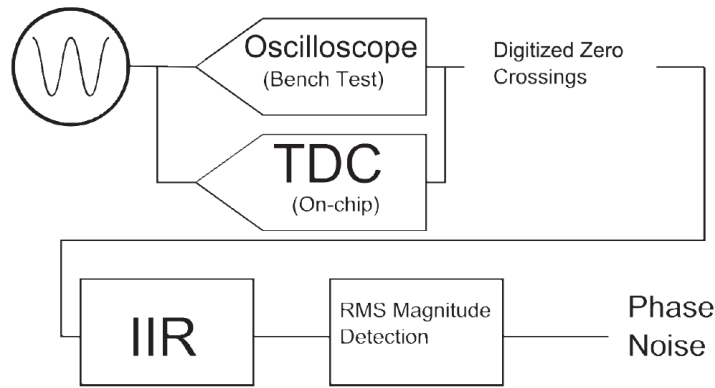 Oscilloscope
(Bench Test)
Digitized Zero
Crossings
TDC
(On-chip)
IIR
RMS Magnitude
Detection
Phase
Noise